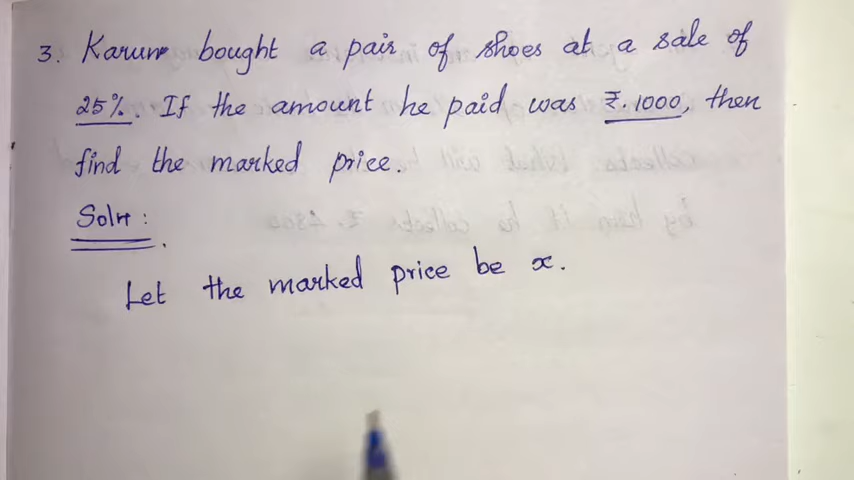 3. Karun bought a pair of shoes at a sale of
25%. If the amount he paid was ₹.1000, then
find the marked price.
Soln:
Let the marked price be x.